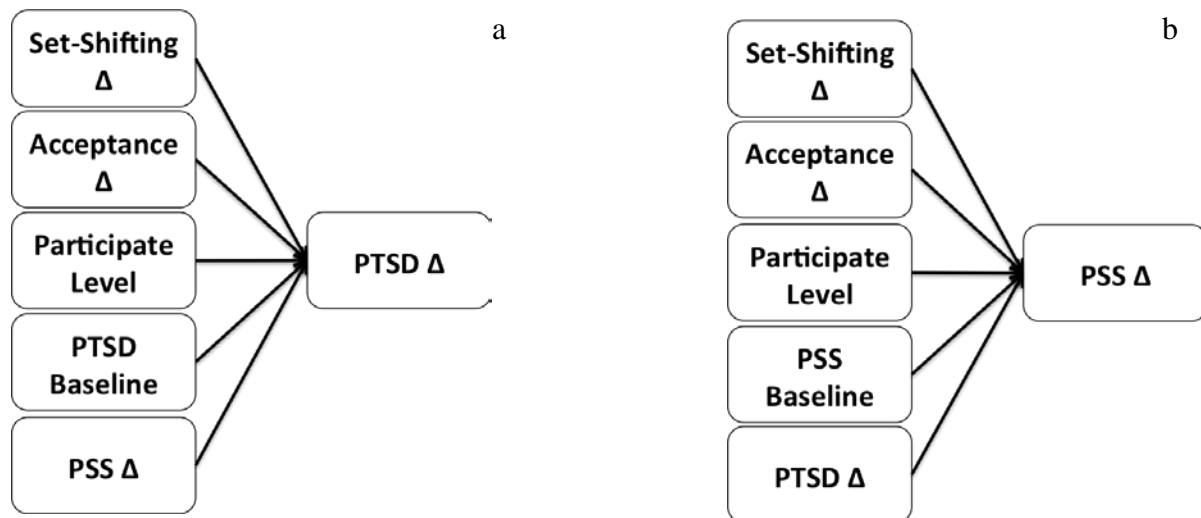 a
Set-Shifting
Δ
Acceptance
Δ
Participate
Level
PTSD
Baseline
PSS Δ
PTSD Δ
b
Set-Shifting
Δ
Acceptance
Δ
Participate
Level
PSS
Baseline
PTSD Δ
PSS Δ